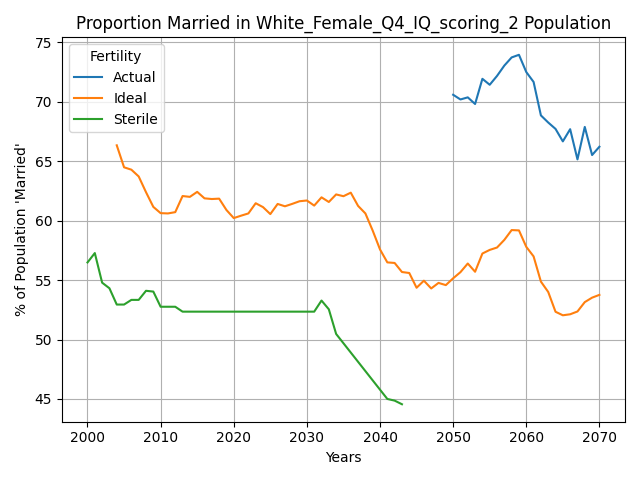 Proportion Married in White_Female_Q4_IQ_scoring_2 Population
% of Population 'Married'
75
70
65
60
55
50
45
Fertility
Actual
Ideal
Sterile
2000 2010 2020 2030 2040 2050 2060 2070
Years